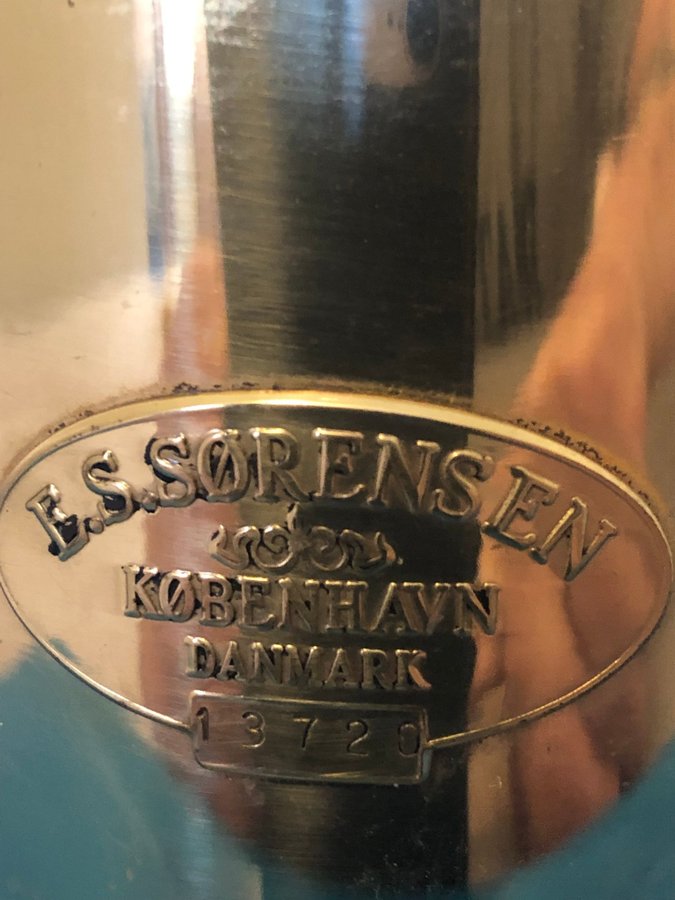 E.S.SØRENSEN
KØBENHAVN
DANMARK
13720